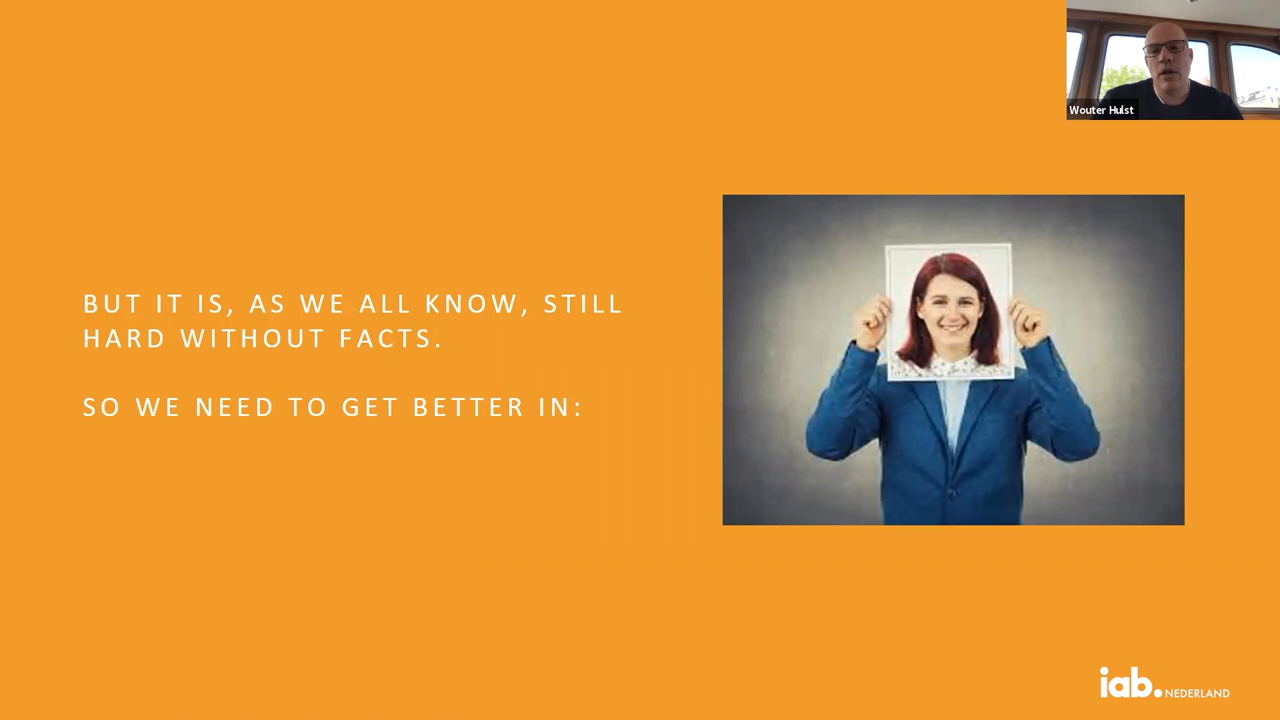 Wouter Hulst
BUT IT IS, AS WE ALL KNOW, STILL
HARD WITHOUT FACTS.
SO WE NEED TO GET BETTER IN:
iab. NEDERLAND